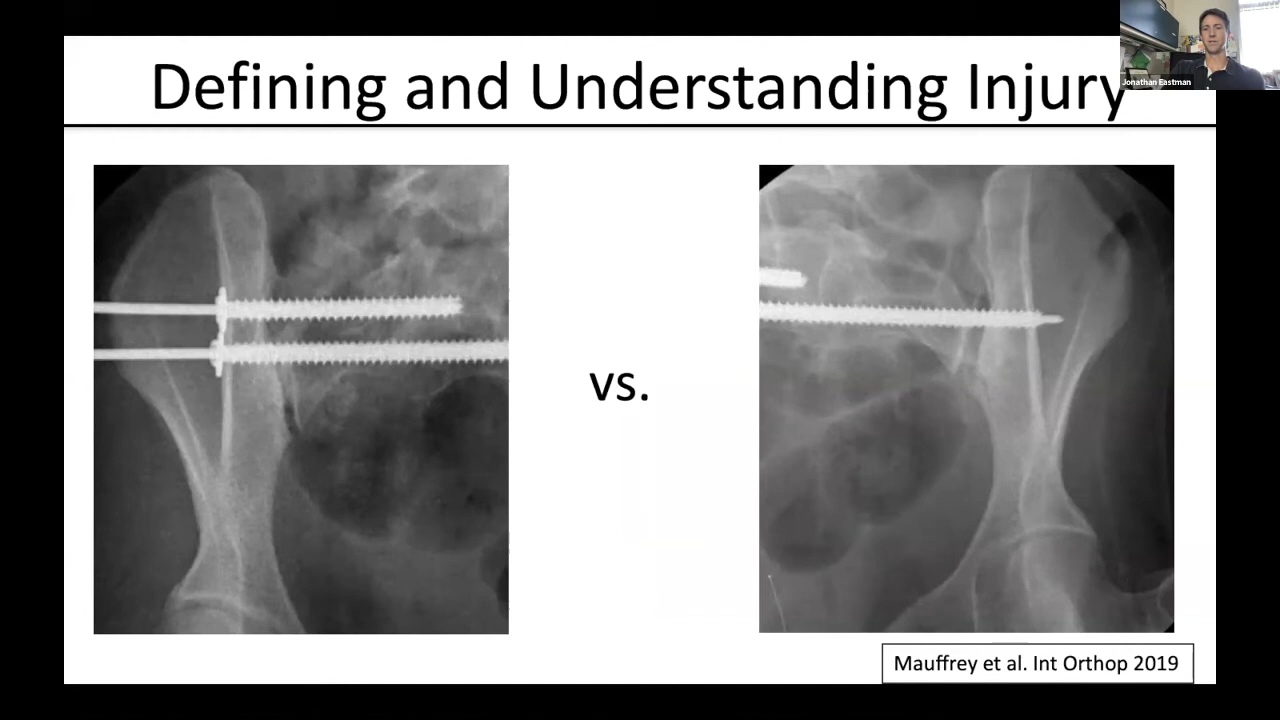 Defining and Understanding Injury
Jonathan Eastman
vs.
Mauffrey et al. Int Orthop 2019